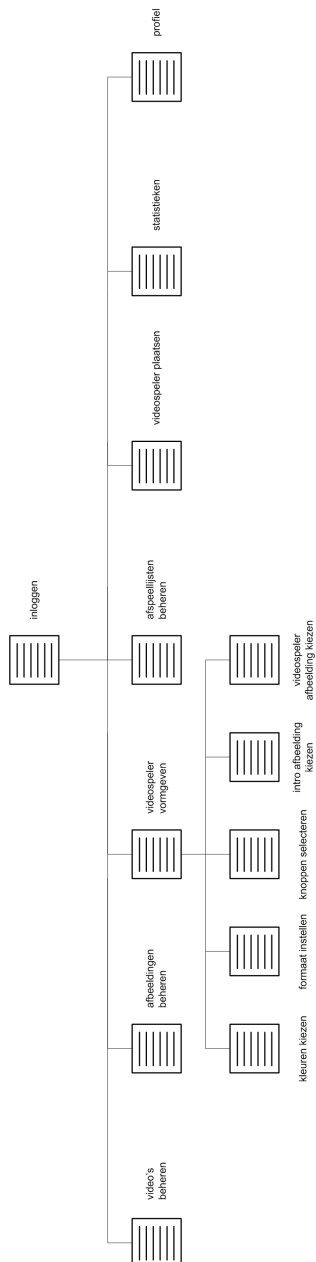 inloggen
video's
beheren
afbeeldingen
beheren
videospeler
vormgeven
afspeellijsten
beheren
videospeler plaatsen
statistieken
profiel
kleuren kiezen
formaat instellen
knoppen selecteren
intro afbeelding
kiezen
videospeler
afbeelding kiezen